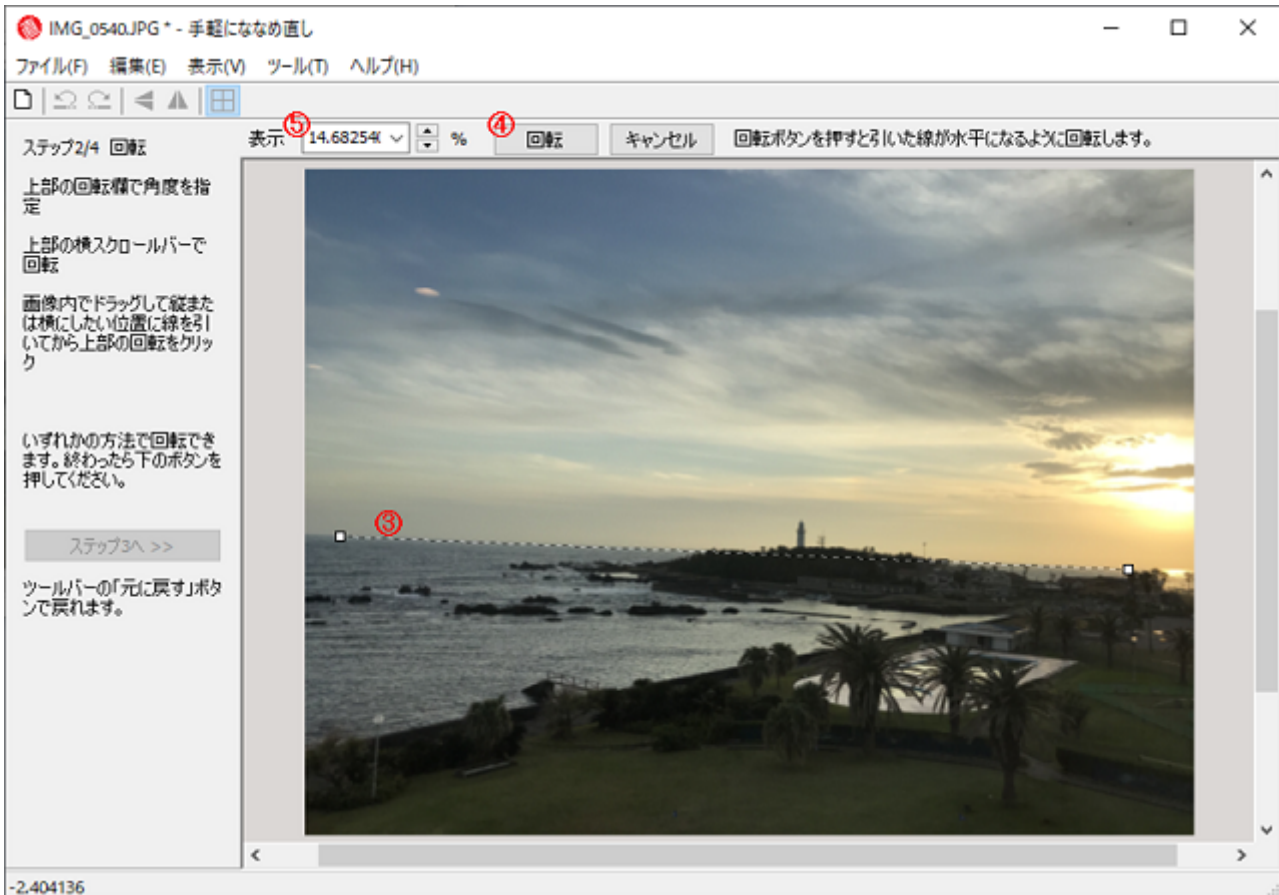 IMG_0540.JPG * - 手軽にななめ直し
ファイル(F) 編集(E) 表示(V) ツール(T) ヘルプ(H)
表示 ⑤ 14.68254( % ④ 回転 キャンセル 回転ボタンを押すと引いた線が水平になるように回転します。
ステップ2/4 回転
上部の回転欄で角度を指
定
上部の横スクロールバーで
回転
画像内でドラッグして縦また
は横にしたい位置に線を引
いてから上部の回転をクリッ
ク
いずれかの方法で回転でき
ます。終わったら下のボタンを
押してください。
ステップ3へ >>
ツールバーの「元に戻す」ボタ
ンで戻れます。
③
-2.404136